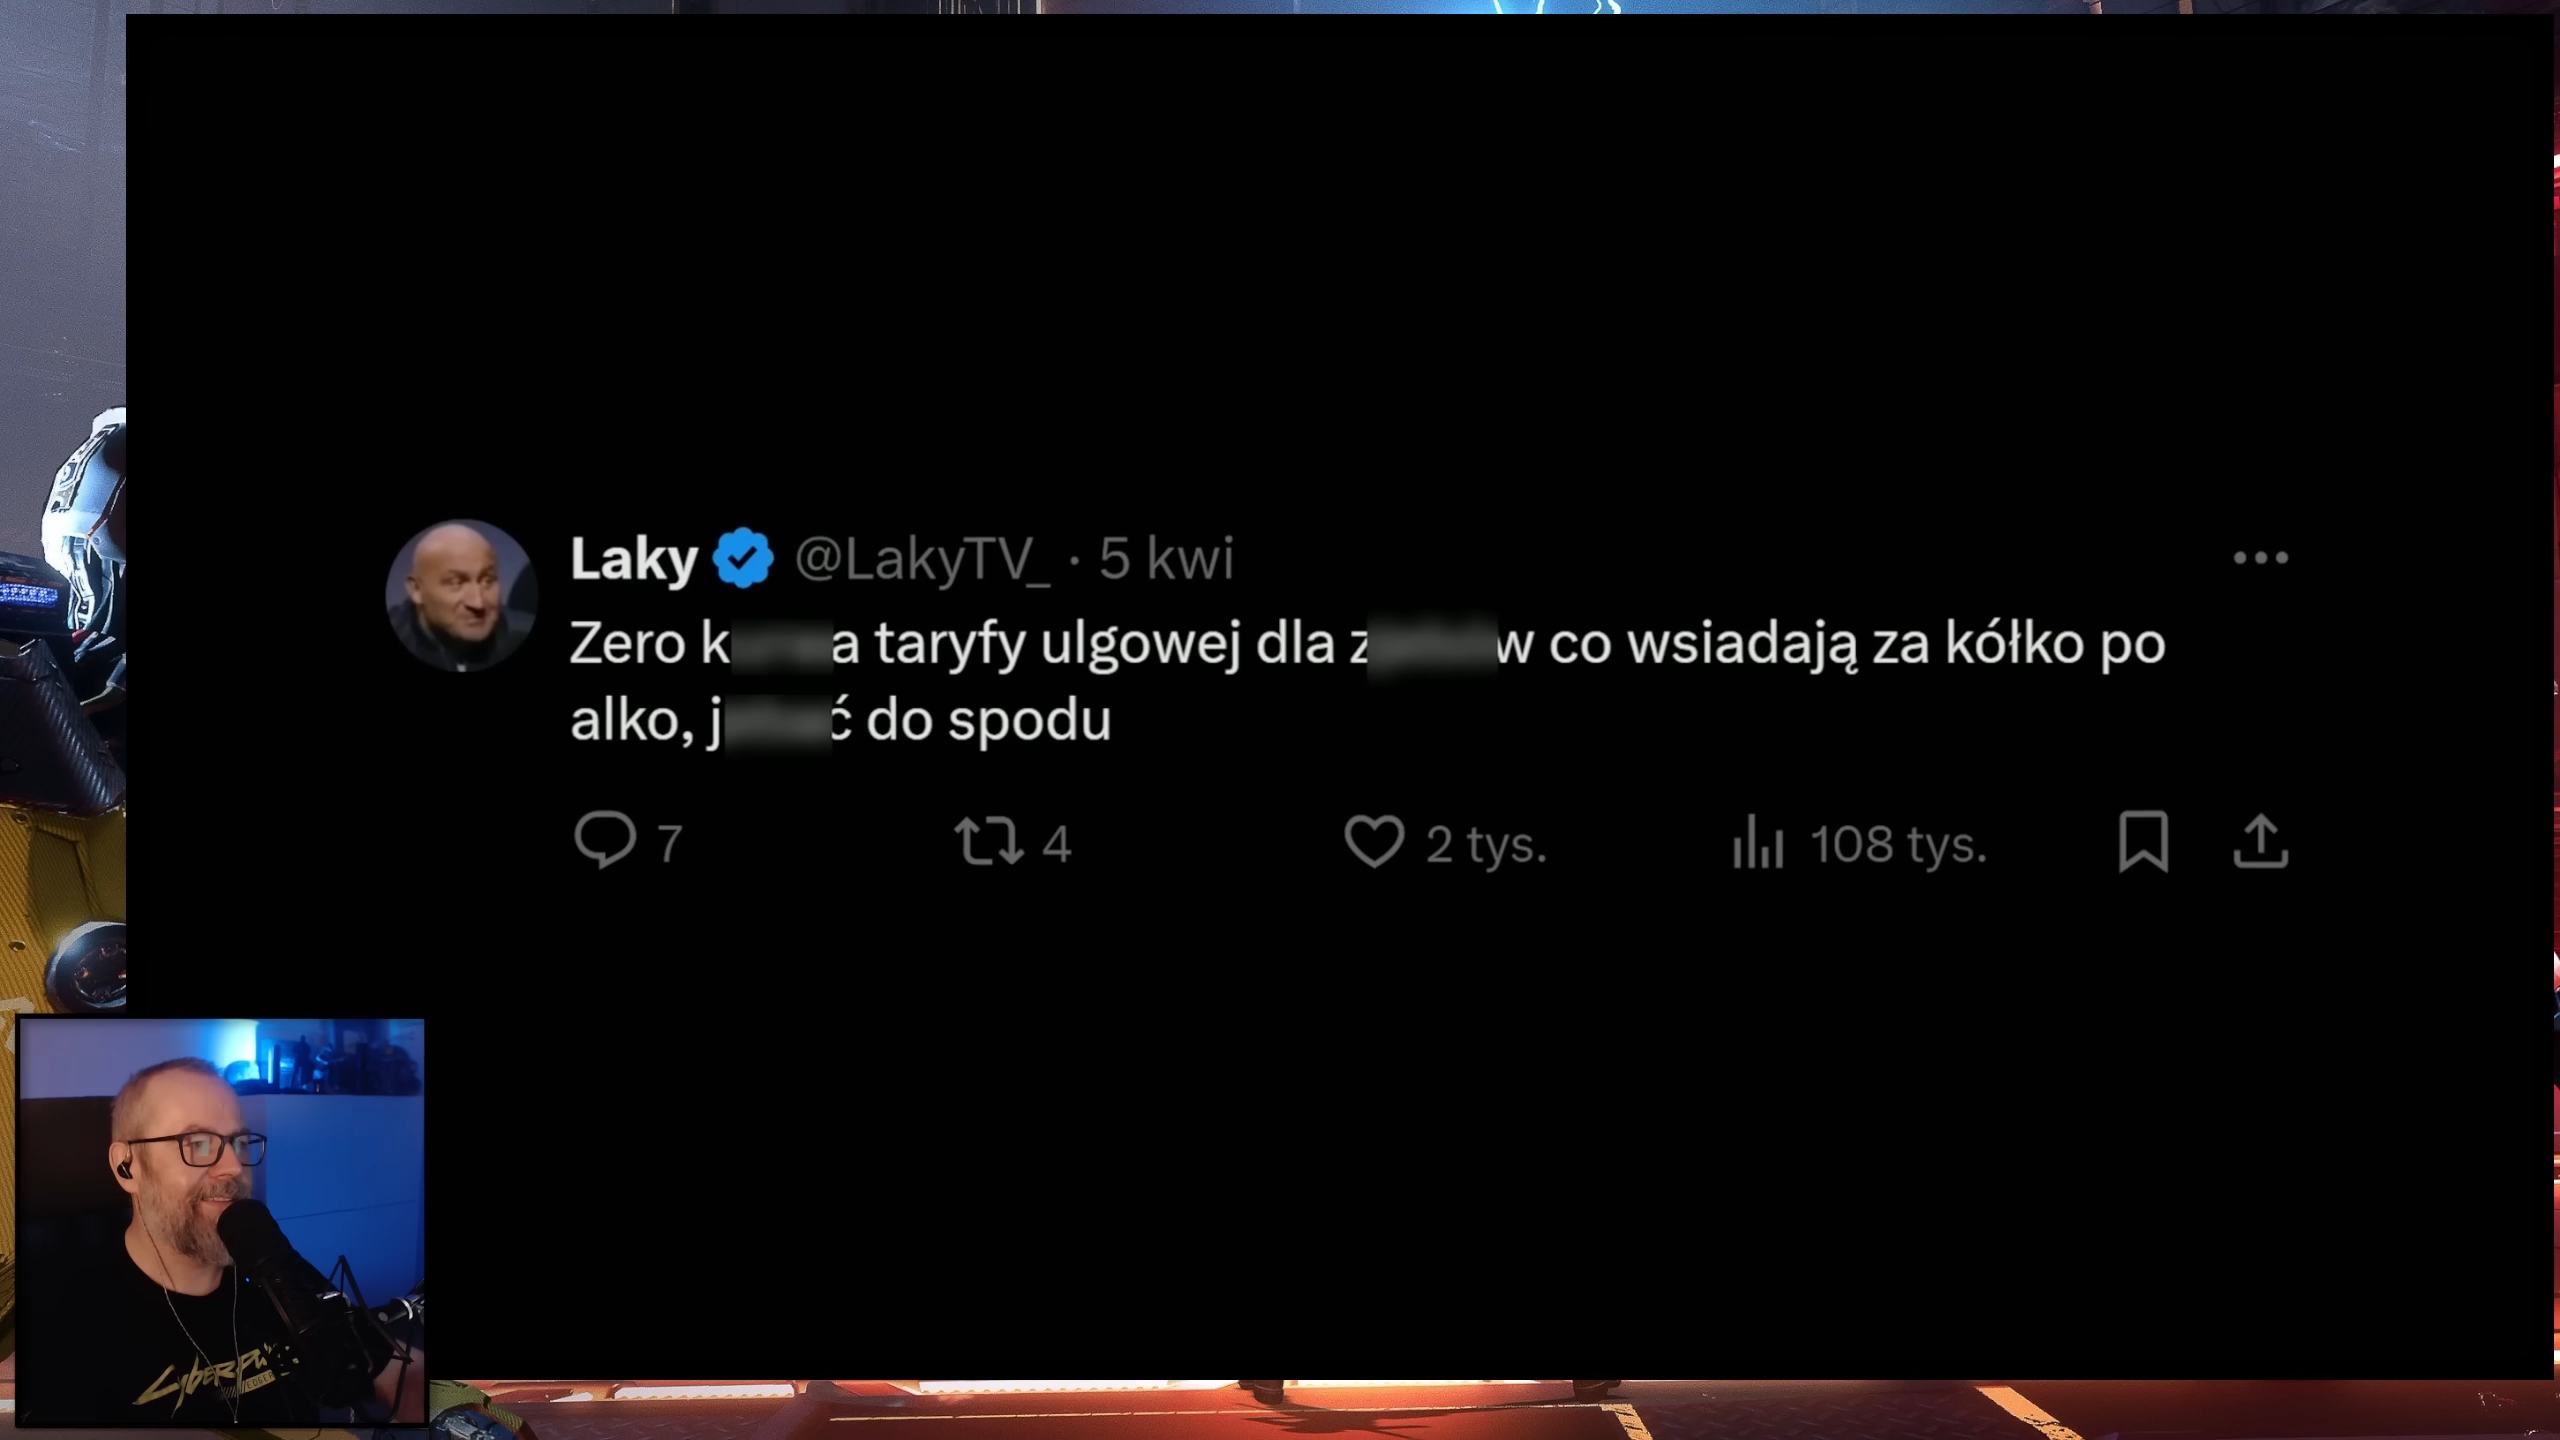 Laky @LakyTV_ · 5 kwi
Zero k a taryfy ulgowej dla z w co wsiadają za kółko po
alko, j ć do spodu
7 4 2 tys. 108 tys.